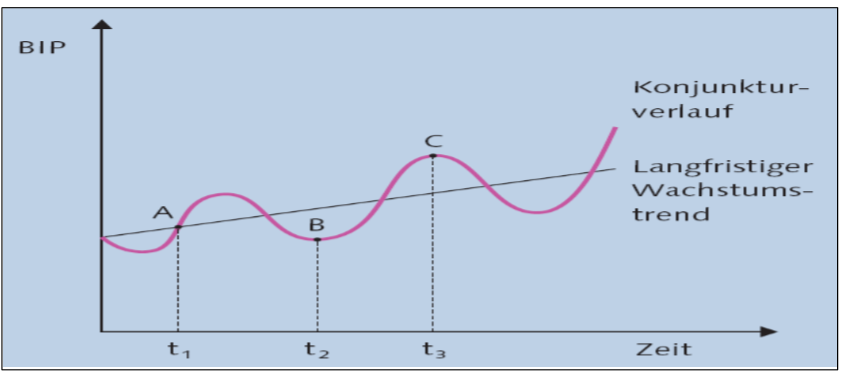 BIP
Konjunktur-
verlauf
C
Langfristiger
Wachstums-
trend
A
B
t₁
t₂
t₃
Zeit